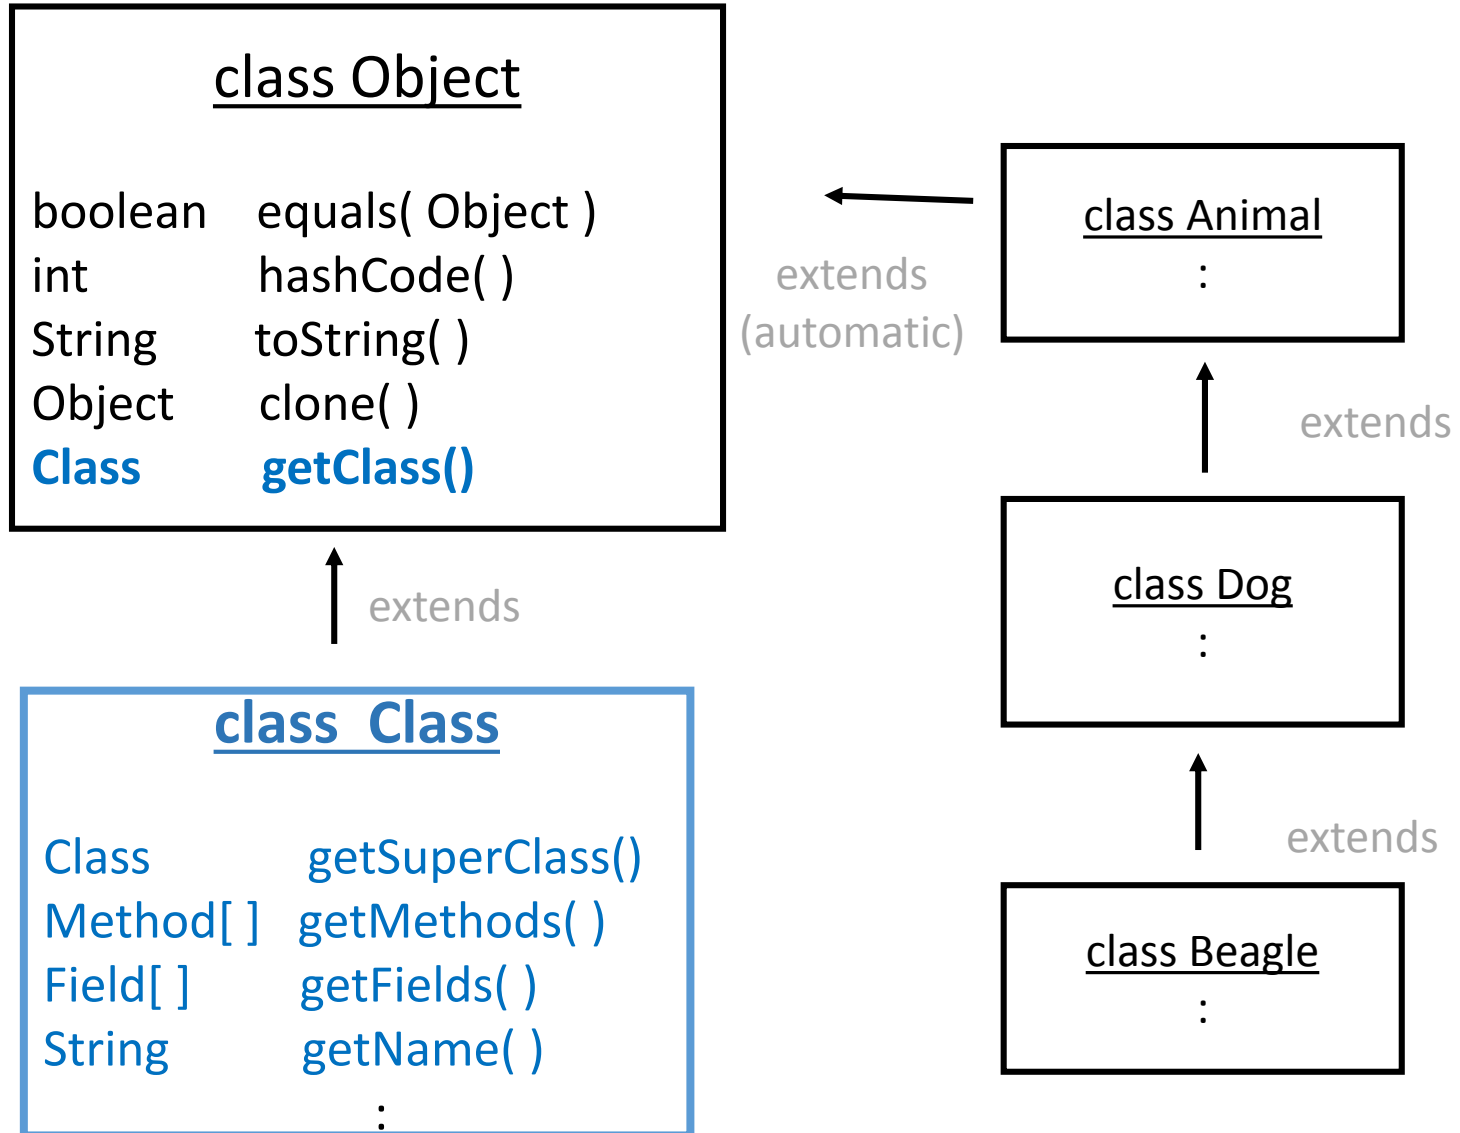 class Object
boolean equals( Object )
int hashCode( )
String toString( )
Object clone( )
Class getClass()
extends
(automatic)
class Animal
:
extends
class Dog
:
extends
class Beagle
:
extends
class Class
Class getSuperClass()
Method[ ] getMethods( )
Field[ ] getFields( )
String getName( )
: